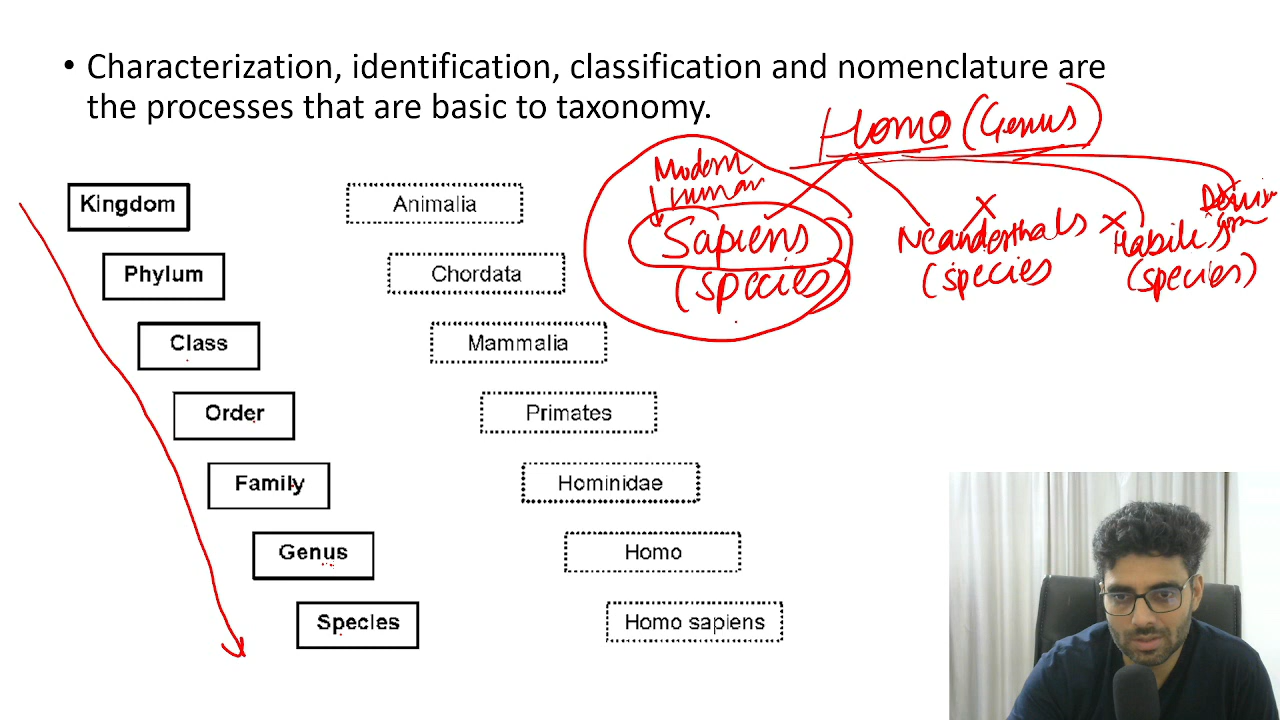 • Characterization, identification, classification and nomenclature are
the processes that are basic to taxonomy.
Homo (Genus)
Modern
Human
Sapiens
(species)
Neanderthals
(species
Habilis
(species)
Kingdom
Animalia
Phylum
Chordata
Class
Mammalia
Order
Primates
Family
Hominidae
Genus
Homo
Species
Homo sapiens